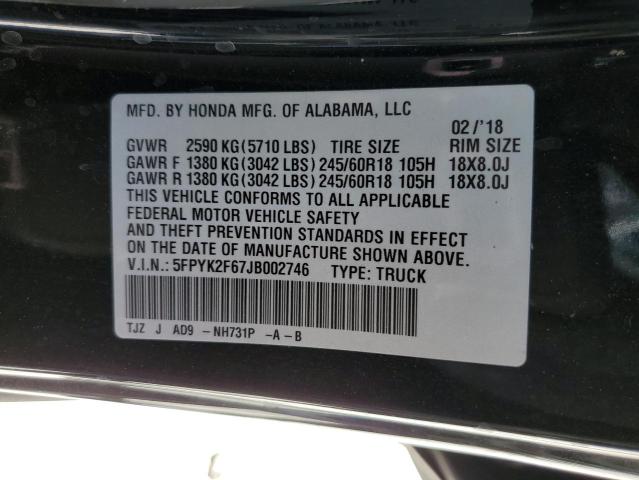 MFD. BY HONDA MFG. OF ALABAMA, LLC
02/'18
GVWR 2590 KG(5710 LBS) TIRE SIZE RIM SIZE
GAWR F 1380 KG(3042 LBS) 245/60R18 105H 18X8.0J
GAWR R 1380 KG(3042 LBS) 245/60R18 105H 18X8.0J
THIS VEHICLE CONFORMS TO ALL APPLICABLE
FEDERAL MOTOR VEHICLE SAFETY
AND THEFT PREVENTION STANDARDS IN EFFECT
ON THE DATE OF MANUFACTURE SHOWN ABOVE.
V.I.N.: 5FPYK2F67JB002746 TYPE: TRUCK
TJZ J AD9 -NH731P -A-B